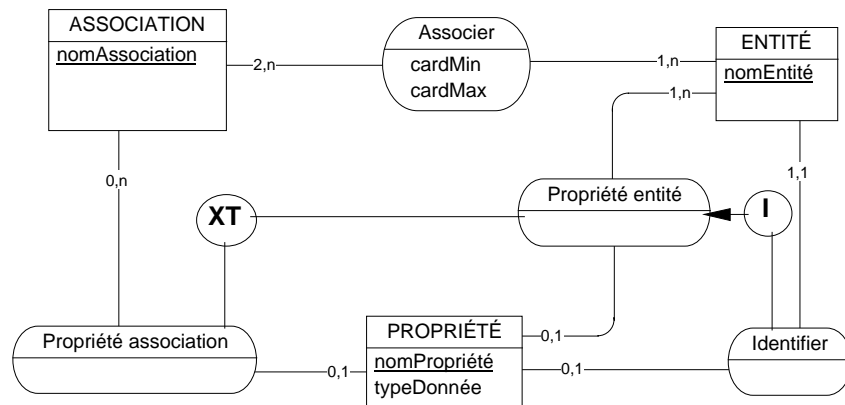 ASSOCIATION
nomAssociation
2,n
Associer
cardMin
cardMax
1,n
ENTITÉ
nomEntité
1,n
0,n
1,1
XT
Propriété entité
I
Propriété association
0,1
PROPRIÉTÉ
nomPropriété
typeDonnée
0,1
0,1
Identifier